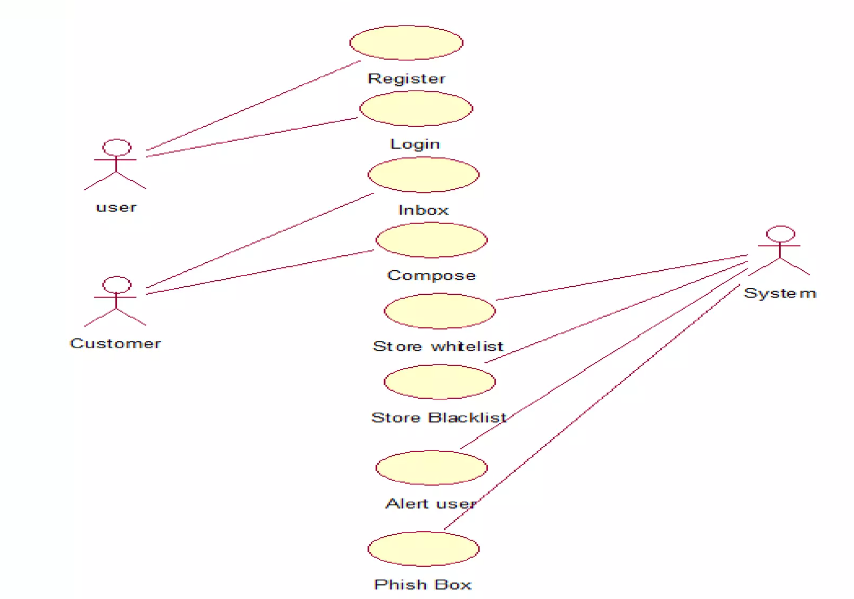 Register
Login
user
Inbox
Compose
System
Customer
Store whitelist
Store Blacklist
Alert user
Phish Box